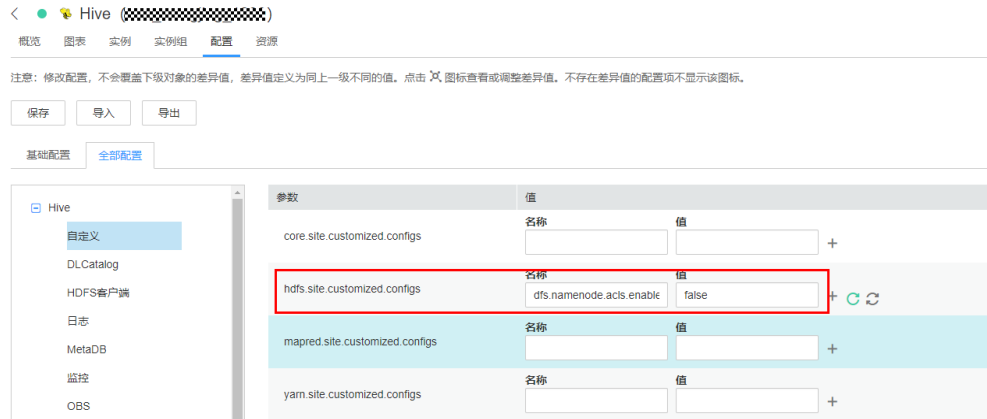 Hive ( )
概览 图表 实例 实例组 配置 资源
注意：修改配置，不会覆盖下级对象的差异值，差异值定义为同上一级不同的值。点击 图标查看或调整差异值。不存在差异值的配置项不显示该图标。
保存 导入 导出
基础配置 全部配置
Hive
自定义
DLCatalog
HDFS客户端
日志
MetaDB
监控
OBS
参数 值
名称 值
core.site.customized.configs
名称 值
hdfs.site.customized.configs dfs.namenode.acls.enable false
名称 值
mapred.site.customized.configs
名称 值
yarn.site.customized.configs